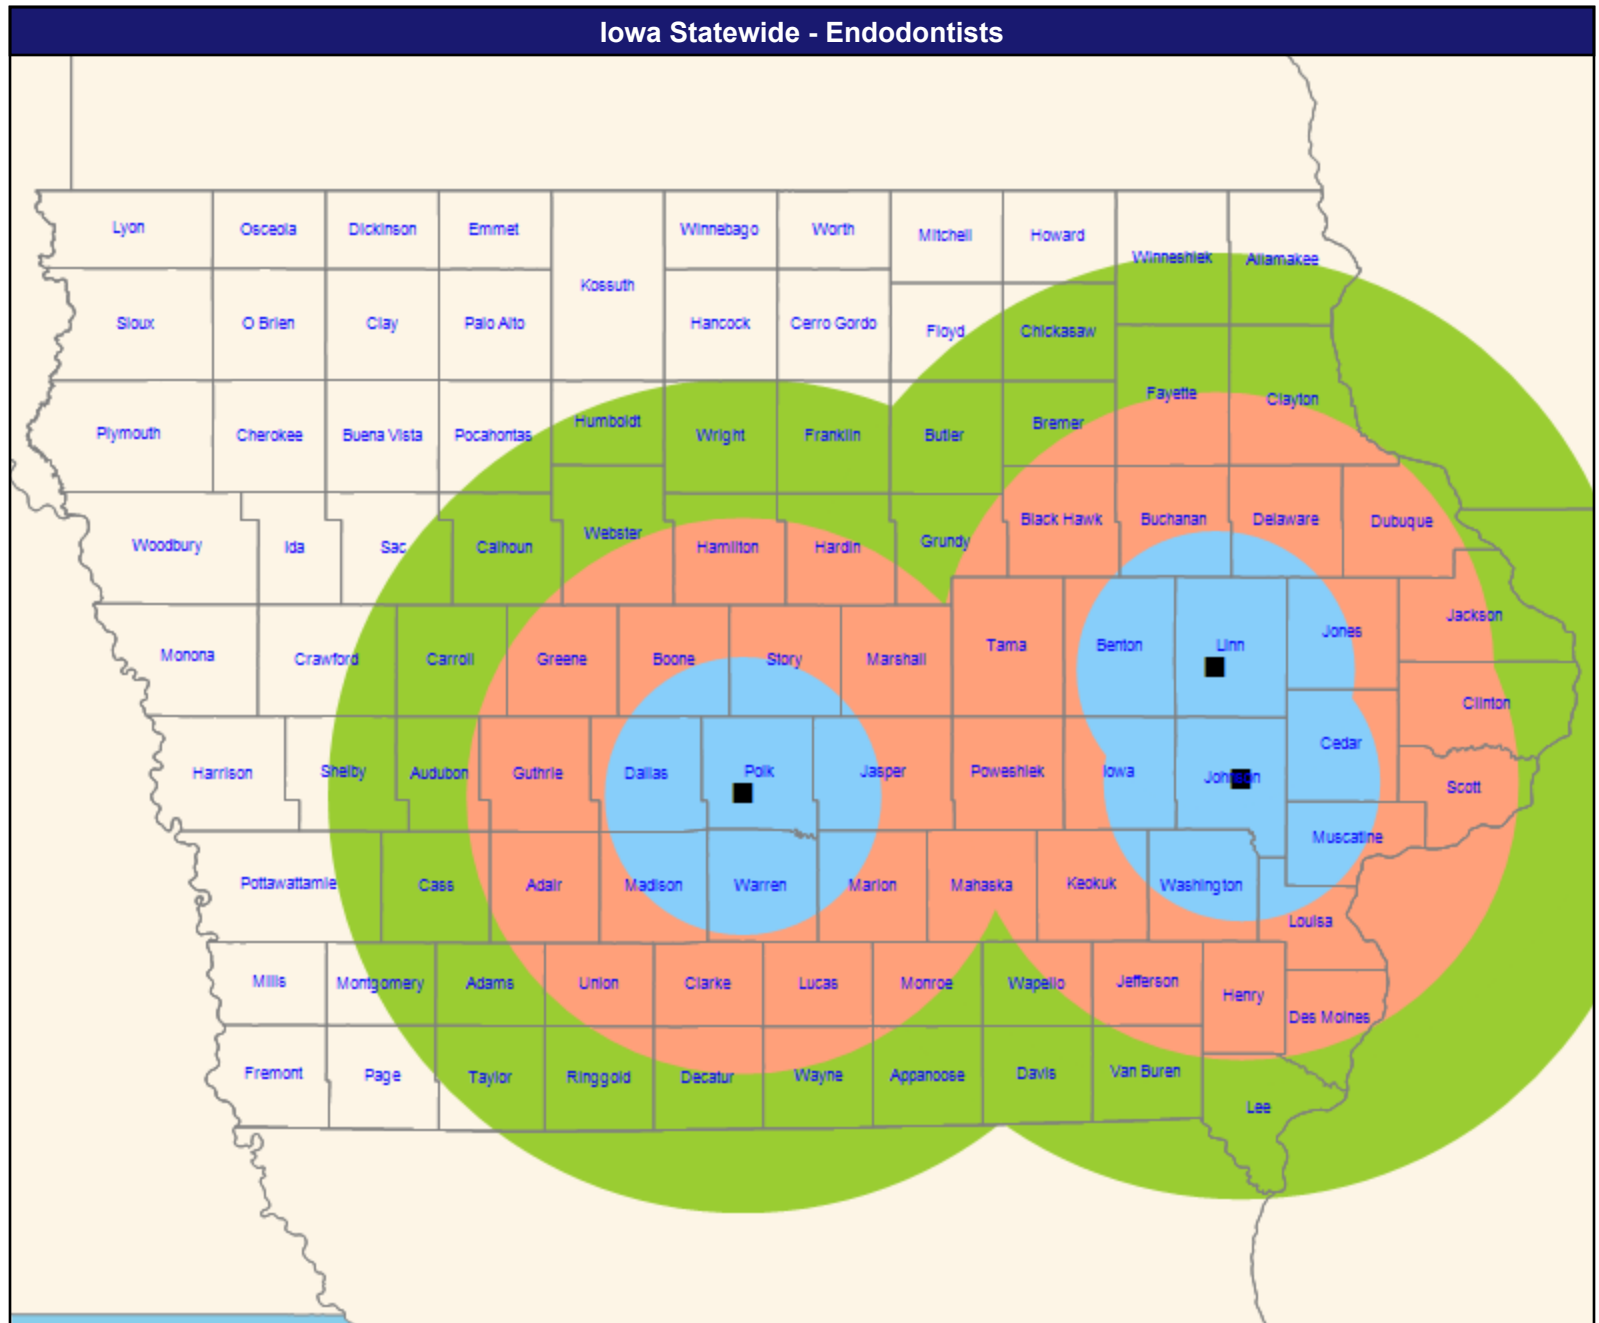 Iowa Statewide - Endodontists
Lyon
Osceola
Dickinson
Emmet
Winnebago
Worth
Mitchell
Howard
Winneshiek
Allamakee
Kossuth
Sioux
O Brien
Clay
Palo Alto
Hancock
Cerro Gordo
Floyd
Chickasaw
Plymouth
Cherokee
Buena Vista
Pocahontas
Humboldt
Wright
Franklin
Butler
Bremer
Fayette
Clayton
Woodbury
Ida
Sac
Calhoun
Webster
Hamilton
Hardin
Grundy
Black Hawk
Buchanan
Delaware
Dubuque
Monona
Crawford
Carroll
Greene
Boone
Story
Marshall
Tama
Benton
Linn
Jones
Jackson
Clinton
Harrison
Shelby
Audubon
Guthrie
Dallas
Polk
Jasper
Poweshiek
Iowa
Johnson
Cedar
Scott
Muscatine
Pottawattamie
Cass
Adair
Madison
Warren
Marion
Mahaska
Keokuk
Washington
Louisa
Mills
Montgomery
Adams
Union
Clarke
Lucas
Monroe
Wapello
Jefferson
Henry
Des Moines
Fremont
Page
Taylor
Ringgold
Decatur
Wayne
Appanoose
Davis
Van Buren
Lee